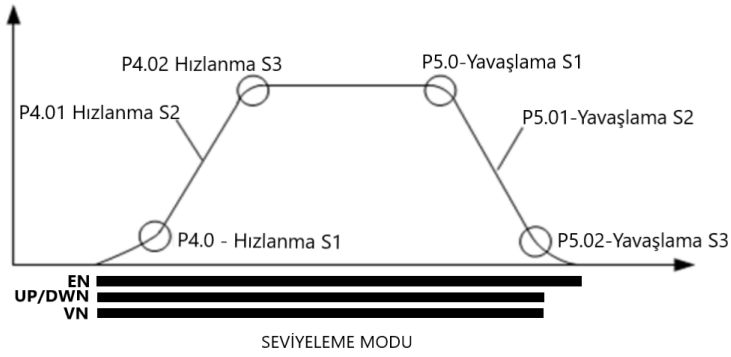 P4.02 Hızlanma S3
P5.0-Yavaşlama S1
P4.01 Hızlanma S2
P5.01-Yavaşlama S2
P4.0 - Hızlanma S1
P5.02-Yavaşlama S3
EN
UP/DWN
VN
SEVİYELEME MODU